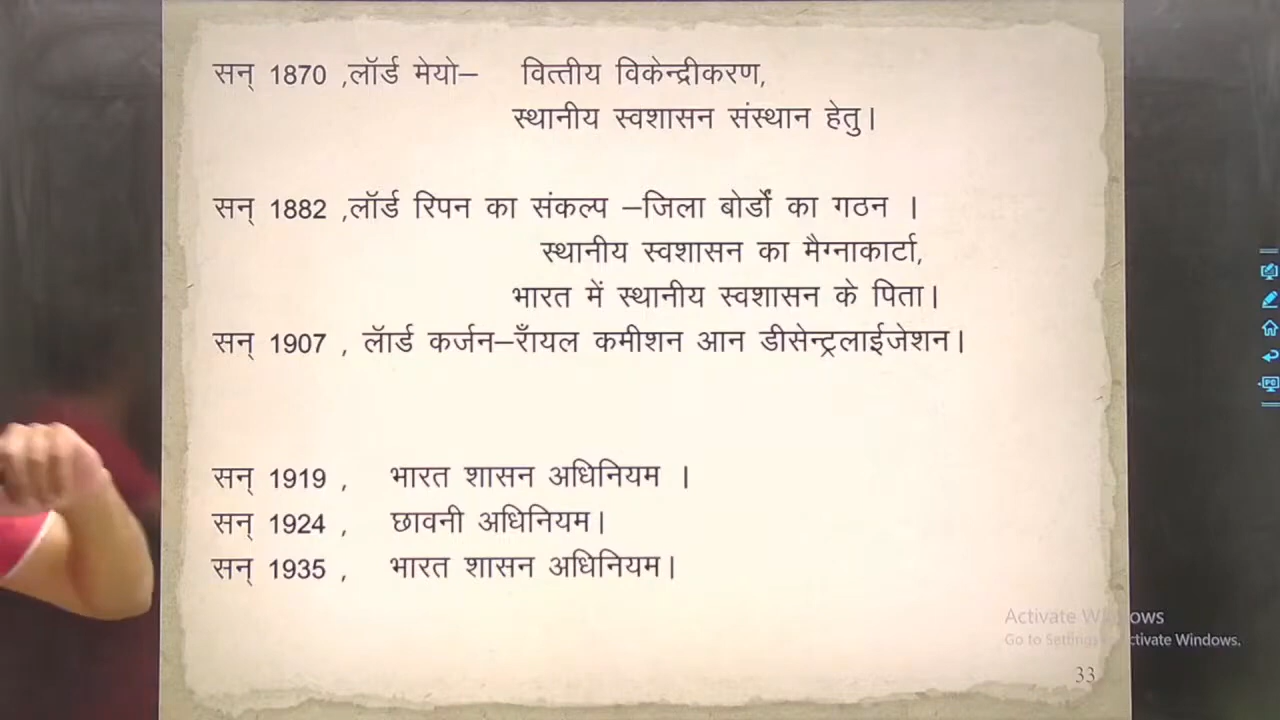 सन् 1870 ,लॉर्ड मेयो– वित्तीय विकेन्द्रीकरण,
स्थानीय स्वशासन संस्थान हेतु।
सन् 1882 ,लॉर्ड रिपन का संकल्प –जिला बोर्डों का गठन ।
स्थानीय स्वशासन का मैग्नाकार्टा,
भारत में स्थानीय स्वशासन के पिता।
सन् 1907 , लॅार्ड कर्जन–राँयल कमीशन आन डीसेन्ट्रलाईजेशन।
सन् 1919 , भारत शासन अधिनियम ।
सन् 1924 , छावनी अधिनियम।
सन् 1935 , भारत शासन अधिनियम।
Activate Windows
Go to Settings ctivate Windows.
33
PC